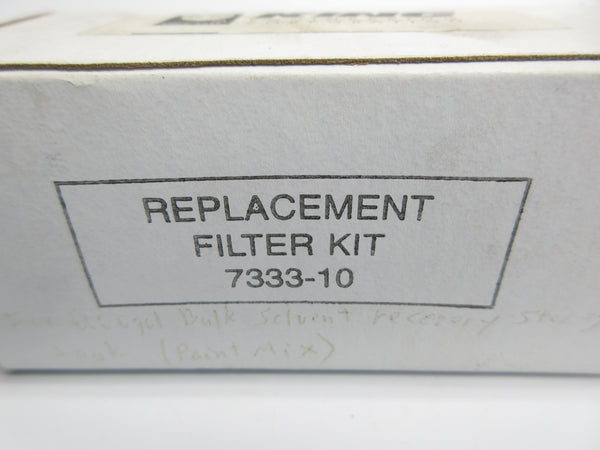 REPLACEMENT
FILTER KIT
7333-10
Bulk Solvent recovery
tank (Paint Mix)